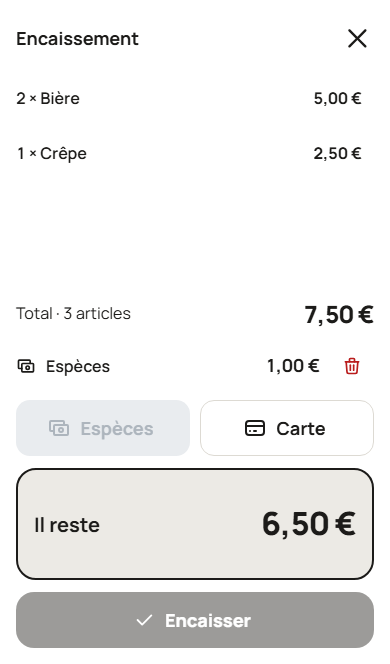 Encaissement
2 × Bière 5,00 €
1 × Crêpe 2,50 €
Total · 3 articles 7,50 €
Espèces 1,00 €
Espèces Carte
Il reste 6,50 €
Encaisser